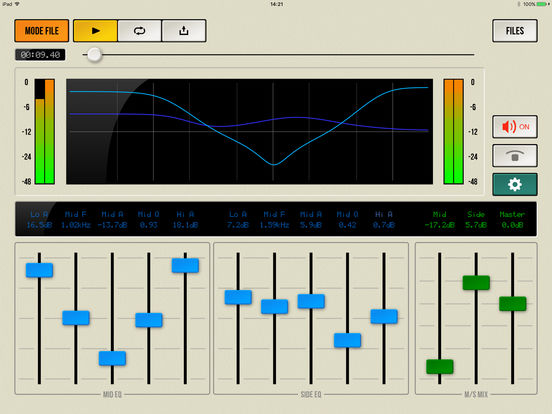 iPad 14:21 100%
MODE FILE FILES
00:09.40
0 0
-6 -6 ON
-12 -12
-24 -24
-48 -48
Lo A Mid F Mid A Mid Q Hi A Lo A Mid F Mid A Mid Q Hi A Mid Side Master
16.5dB 1.02kHz -13.7dB 0.93 18.1dB 7.2dB 1.59kHz 5.9dB 0.42 0.7dB -17.2dB 5.7dB 0.0dB
MID EQ SIDE EQ M/S MIX